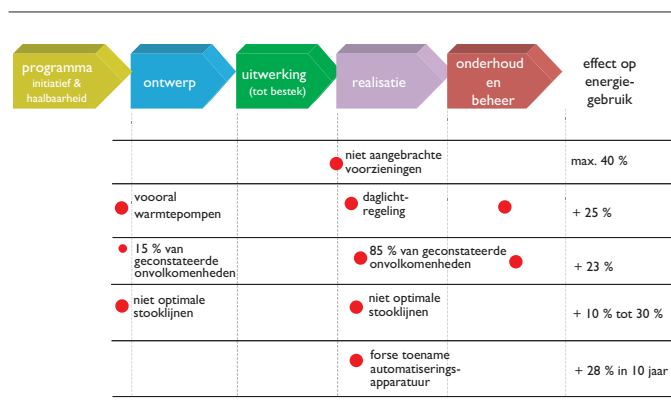 programma
initiatief &
haalbaarheid
ontwerp
uitwerking
(tot bestek)
realisatie
onderhoud
en
beheer
effect op
energie-
gebruik
niet aangebrachte
voorzieningen
max. 40 %
voooral
warmtepompen
daglicht-
regeling
+ 25 %
15 % van
geconstateerde
onvolkomenheden
85 % van geconstateerde
onvolkomenheden
+ 23 %
niet optimale
stooklijnen
niet optimale
stooklijnen
+ 10 % tot 30 %
forse toename
automatiserings-
apparatuur
+ 28 % in 10 jaar